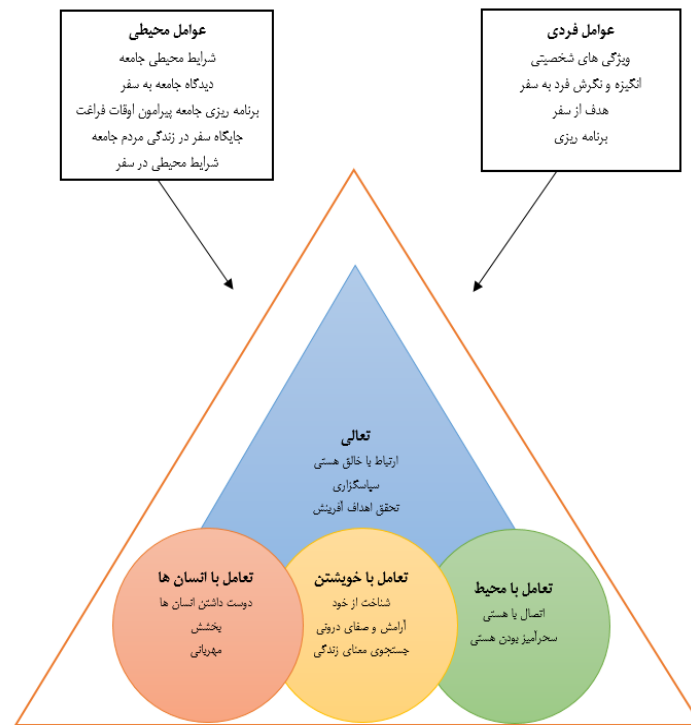 عوامل فردی
ویژگی های شخصیتی
انگیزه و نگرش فرد به سفر
هدف از سفر
برنامه ریزی
عوامل محیطی
شرایط محیطی جامعه
دیدگاه جامعه به سفر
برنامه ریزی جامعه پیرامون اوقات فراغت
جایگاه سفر در زندگی مردم جامعه
شرایط محیطی در سفر
تعالی
ارتباط با خالق هستی
سپاسگزاری
تحقق اهداف آفرینش
تعامل با محیط
اتصال با هستی
سحرآمیز بودن هستی
تعامل با خویشتن
شناخت از خود
آرامش و صفای درونی
جستجوی معنای زندگی
تعامل با انسان ها
دوست داشتن انسان ها
بخشش
مهربانی